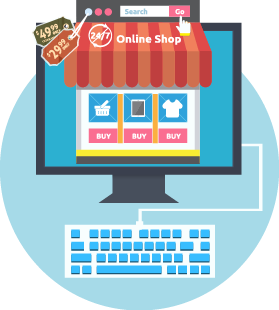 Search Go
24/7 Online Shop
$49.99
$29.99
BUY BUY BUY